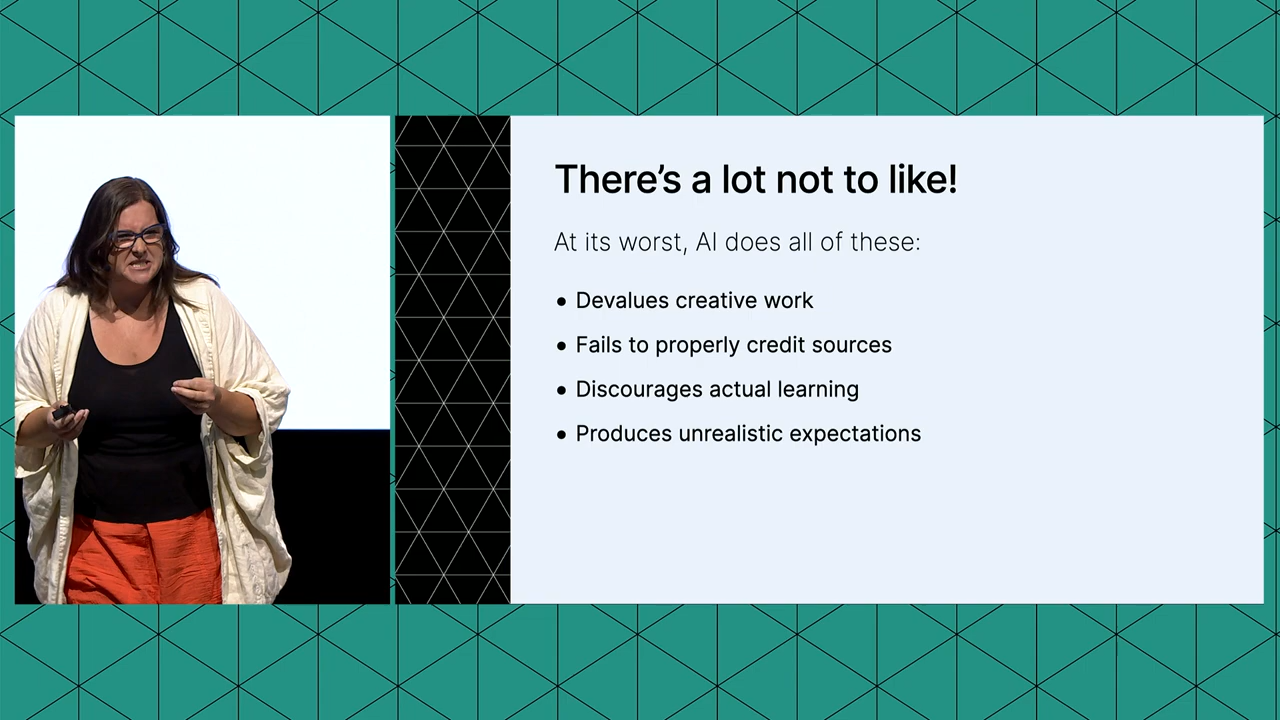 There’s a lot not to like!
At its worst, AI does all of these:
• Devalues creative work
• Fails to properly credit sources
• Discourages actual learning
• Produces unrealistic expectations